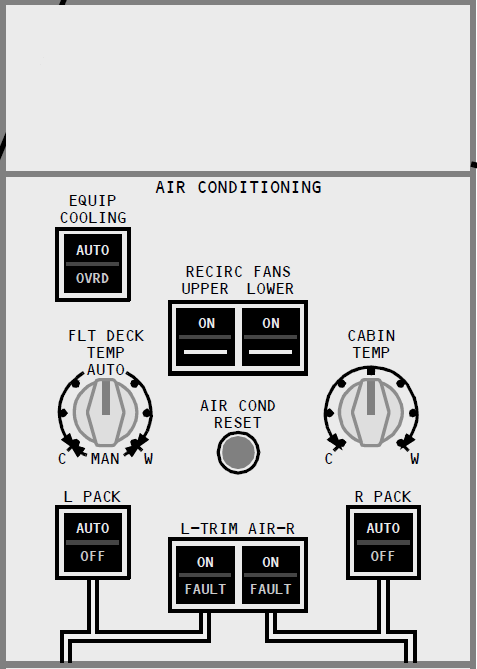 AIR CONDITIONING
EQUIP
COOLING
AUTO
OVRD
RECIRC FANS
UPPER LOWER
ON ON
FLT DECK
TEMP
AUTO
C MAN W
AIR COND
RESET
CABIN
TEMP
C W
L PACK
AUTO
OFF
L-TRIM AIR-R
ON ON
FAULT FAULT
R PACK
AUTO
OFF